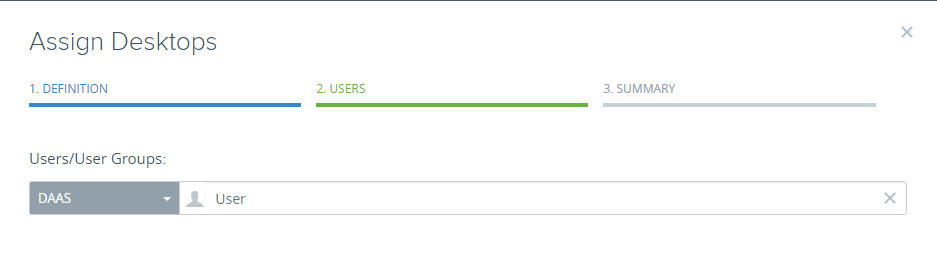 Assign Desktops
1. DEFINITION
2. USERS
3. SUMMARY
Users/User Groups:
DAAS
User